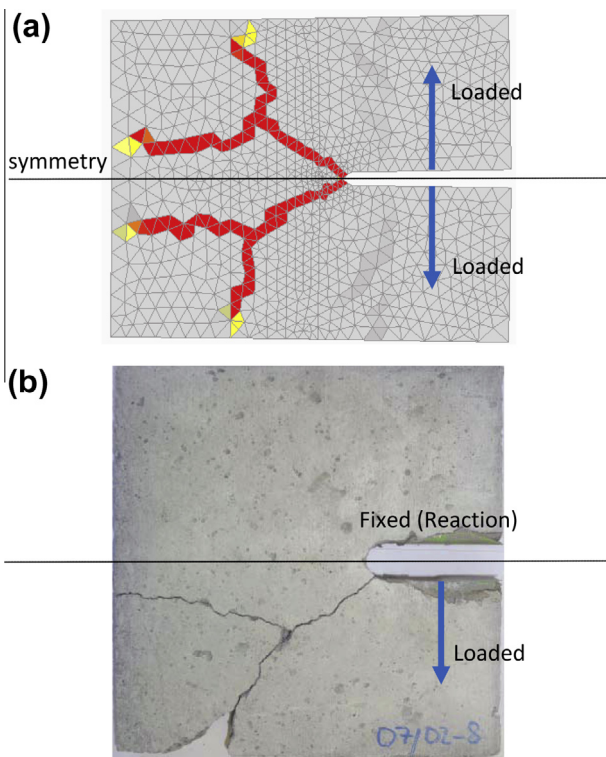 (a)
Loaded
symmetry
Loaded
(b)
Fixed (Reaction)
Loaded
07/02-8